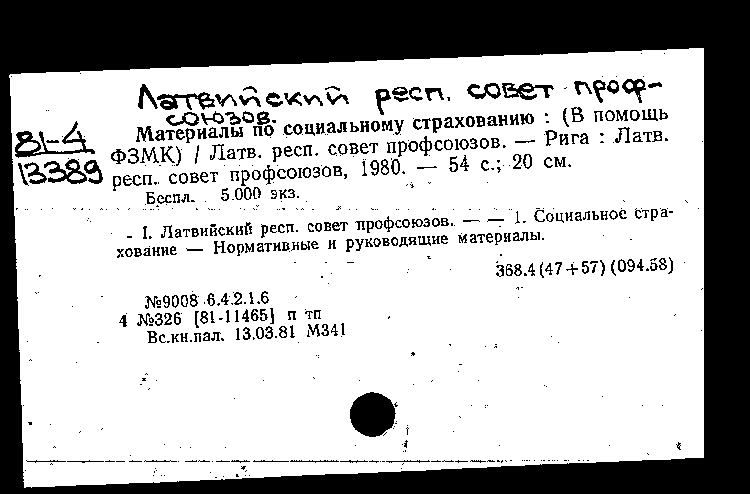 Латвийский респ. совет проф-
союзов.
81-4
13389
Материалы по социальному страхованию : (В помощь
ФЗМК) / Латв. респ. совет профсоюзов. — Рига : Латв.
респ. совет профсоюзов, 1980. — 54 с.; 20 см.
Беспл. 5.000 экз.
- I. Латвийский респ. совет профсоюзов. — — 1. Социальное стра-
хование — Нормативные и руководящие материалы.
368.4(47+57)(094.58)
№9008 6.4.2.1.6
4 №326 [81-11465] п тп
Вс.кн.пал. 13.03.81 М341